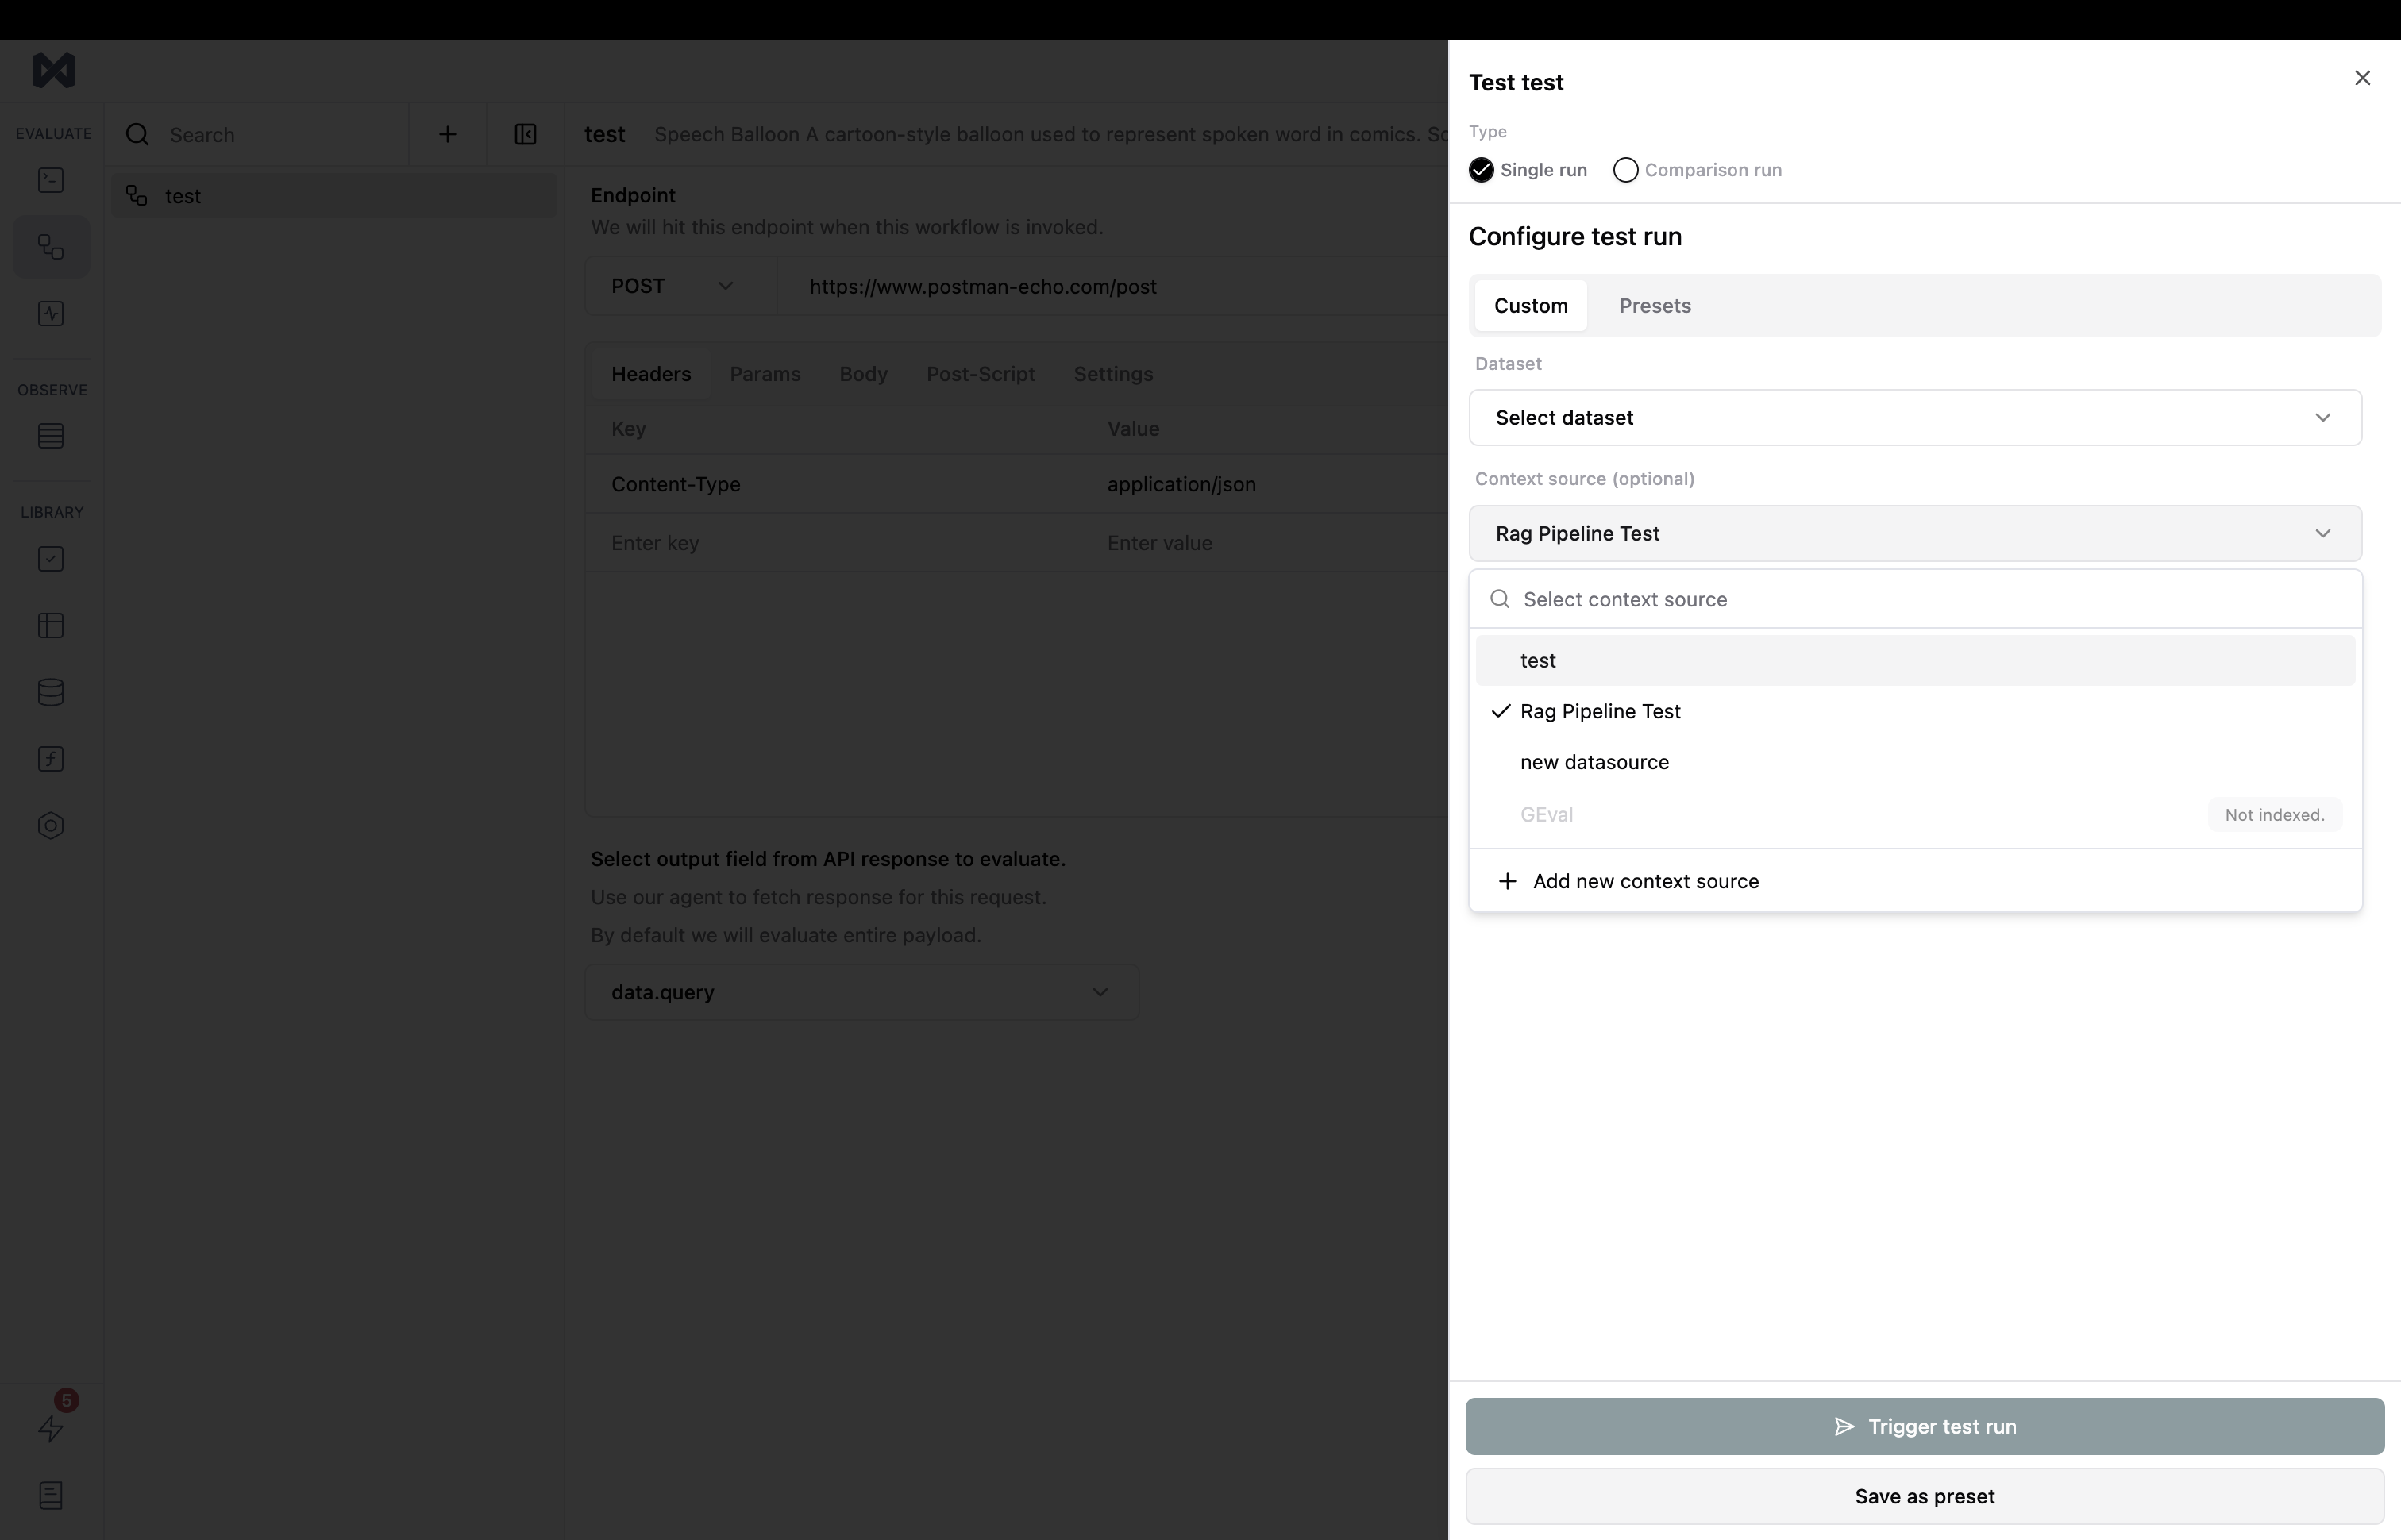 EVALUATE
OBSERVE
LIBRARY
5
Search
test
test
Speech Balloon A cartoon-style balloon used to represent spoken word in comics.
Endpoint
We will hit this endpoint when this workflow is invoked.
POST
https://www.postman-echo.com/post
Headers
Params
Body
Post-Script
Settings
Key
Value
Content-Type
application/json
Enter key
Enter value
Select output field from API response to evaluate.
Use our agent to fetch response for this request.
By default we will evaluate entire payload.
data.query
Test test
Type
Single run
Comparison run
Configure test run
Custom
Presets
Dataset
Select dataset
Context source (optional)
Rag Pipeline Test
Select context source
test
Rag Pipeline Test
new datasource
GEval
Not indexed.
Add new context source
Trigger test run
Save as preset